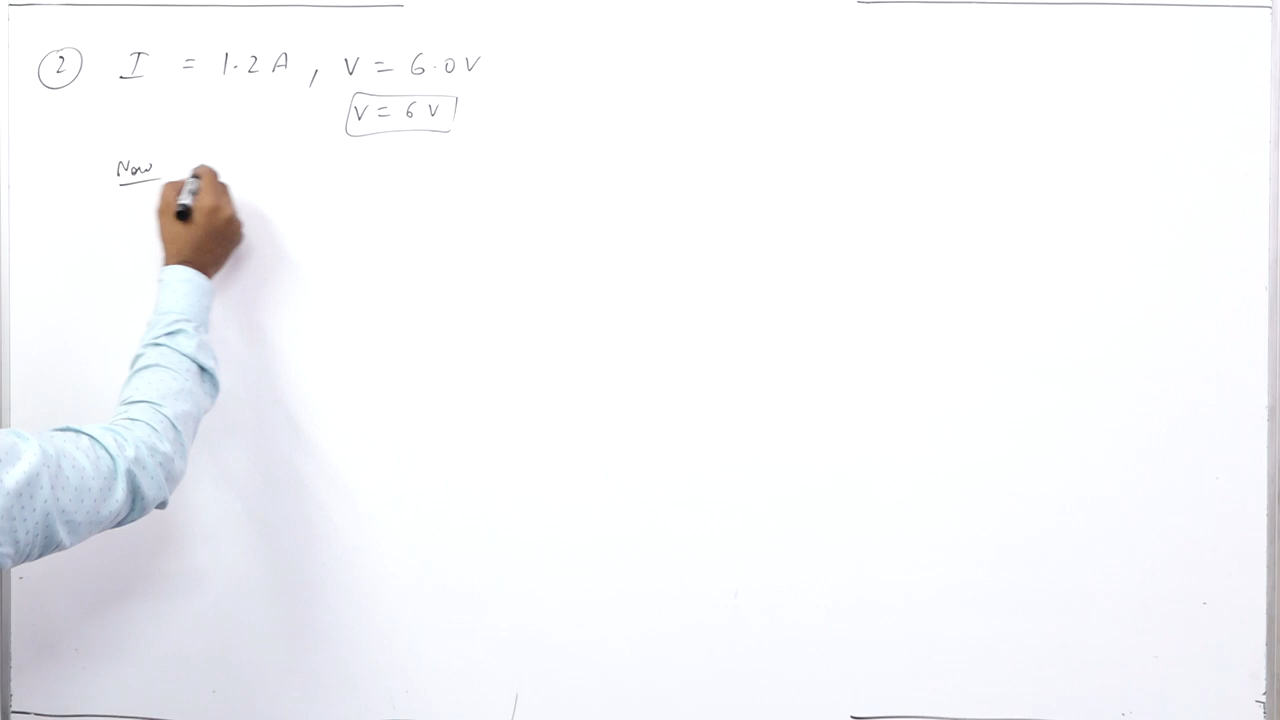 2 I = 1.2 A , V = 6.0 V
V = 6 V
Now